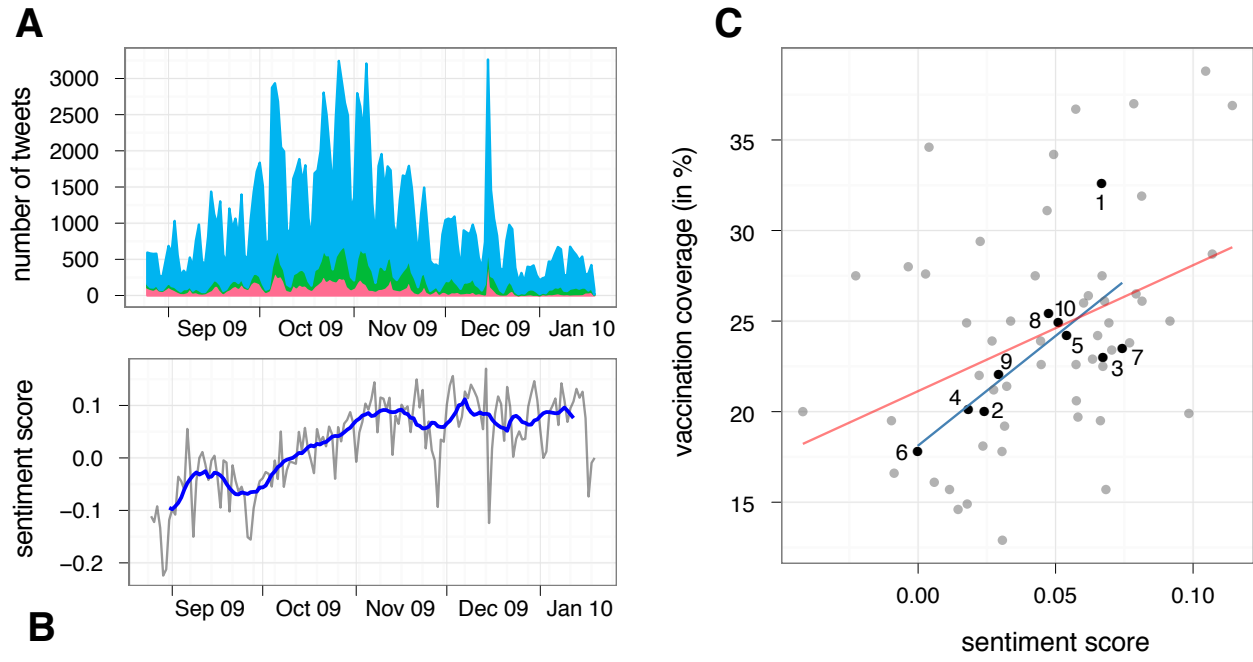 A
number of tweets
3000
2500
2000
1500
1000
500
0
Sep 09 Oct 09 Nov 09 Dec 09 Jan 10
sentiment score
0.1
0.0
−0.1
−0.2
Sep 09 Oct 09 Nov 09 Dec 09 Jan 10
B
C
vaccination coverage (in %)
35
30
25
20
15
1
10
8
5
7
3
9
4
2
6
0.00 0.05 0.10
sentiment score